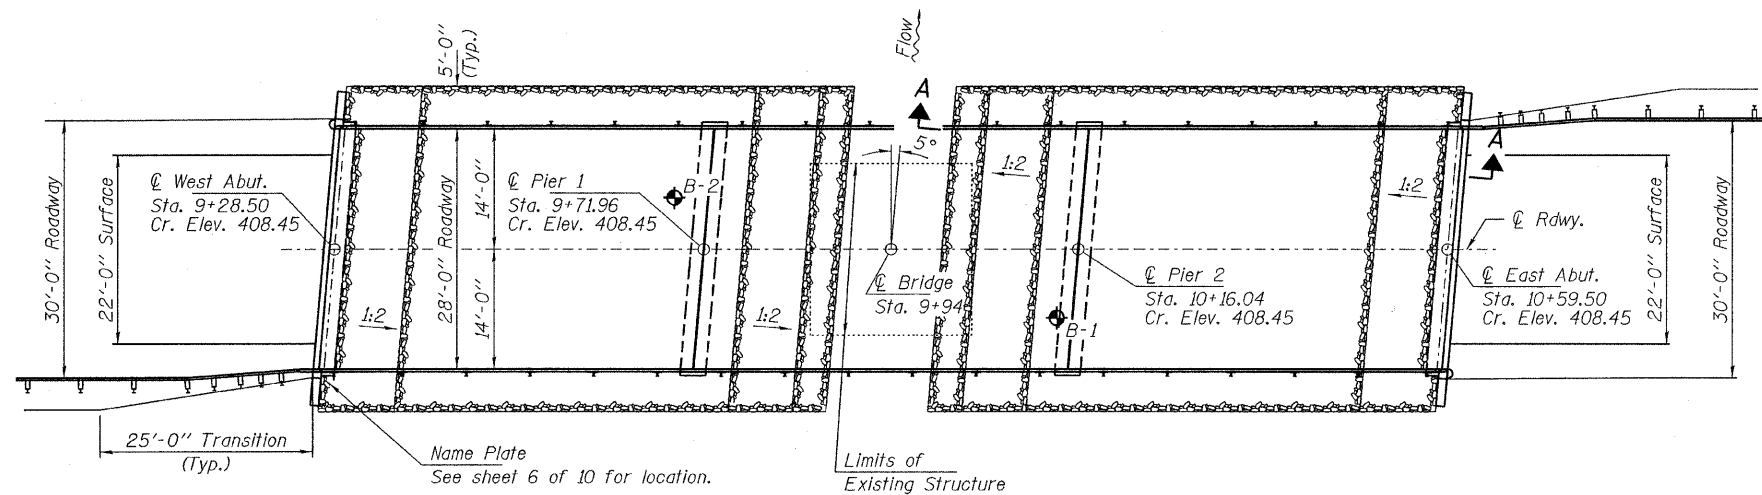 Flow
5'-0"
(Typ.)
A
5°
A
30'-0" Roadway
22'-0" Surface
℄ West Abut.
Sta. 9+28.50
Cr. Elev. 408.45
28'-0" Roadway
14'-0"
14'-0"
℄ Pier 1
Sta. 9+71.96
Cr. Elev. 408.45
B-2
1:2
1:2
℄ Rdwy.
22'-0" Surface
30'-0" Roadway
℄ Bridge
Sta. 9+94
℄ Pier 2
Sta. 10+16.04
Cr. Elev. 408.45
℄ East Abut.
Sta. 10+59.50
Cr. Elev. 408.45
1:2
1:2
B-1
25'-0" Transition
(Typ.)
Name Plate
See sheet 6 of 10 for location.
Limits of
Existing Structure